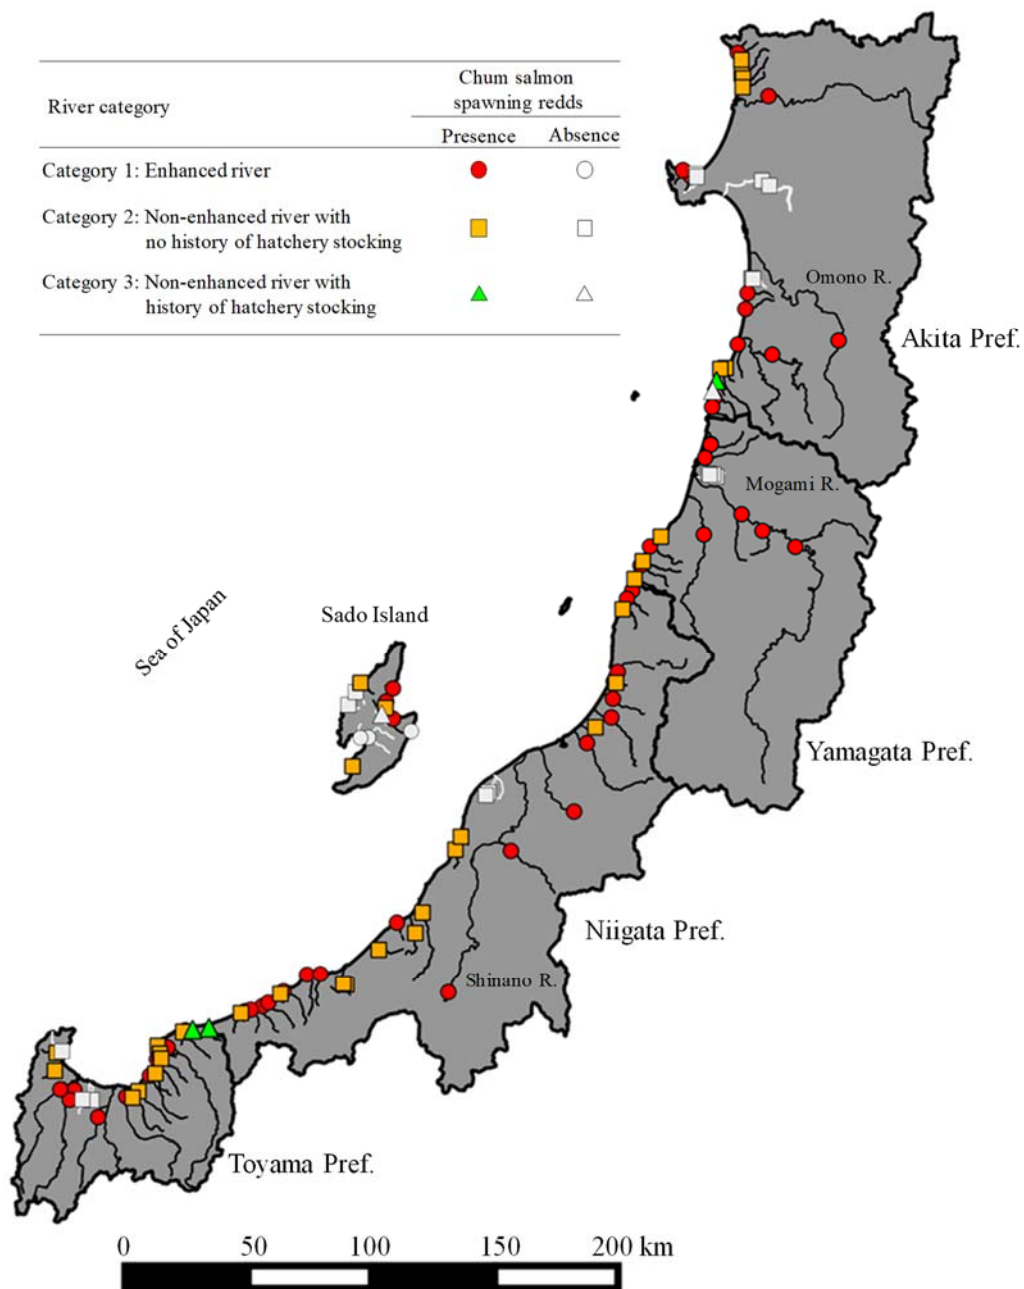 Chum salmon
spawning redds
River category
Presence Absence
Category 1: Enhanced river
Category 2: Non-enhanced river with
no history of hatchery stocking
Category 3: Non-enhanced river with
history of hatchery stocking
Omono R.
Akita Pref.
Mogami R.
Sea of Japan
Sado Island
Yamagata Pref.
Niigata Pref.
Shinano R.
Toyama Pref.
0 50 100 150 200 km